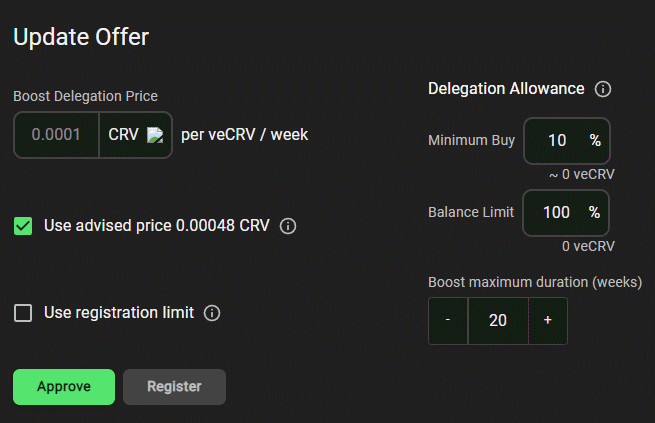 Update Offer
Boost Delegation Price
0.0001 CRV per veCRV / week
Use advised price 0.00048 CRV
Use registration limit
Approve Register
Delegation Allowance
Minimum Buy 10 %
~ 0 veCRV
Balance Limit 100 %
0 veCRV
Boost maximum duration (weeks)
- 20 +